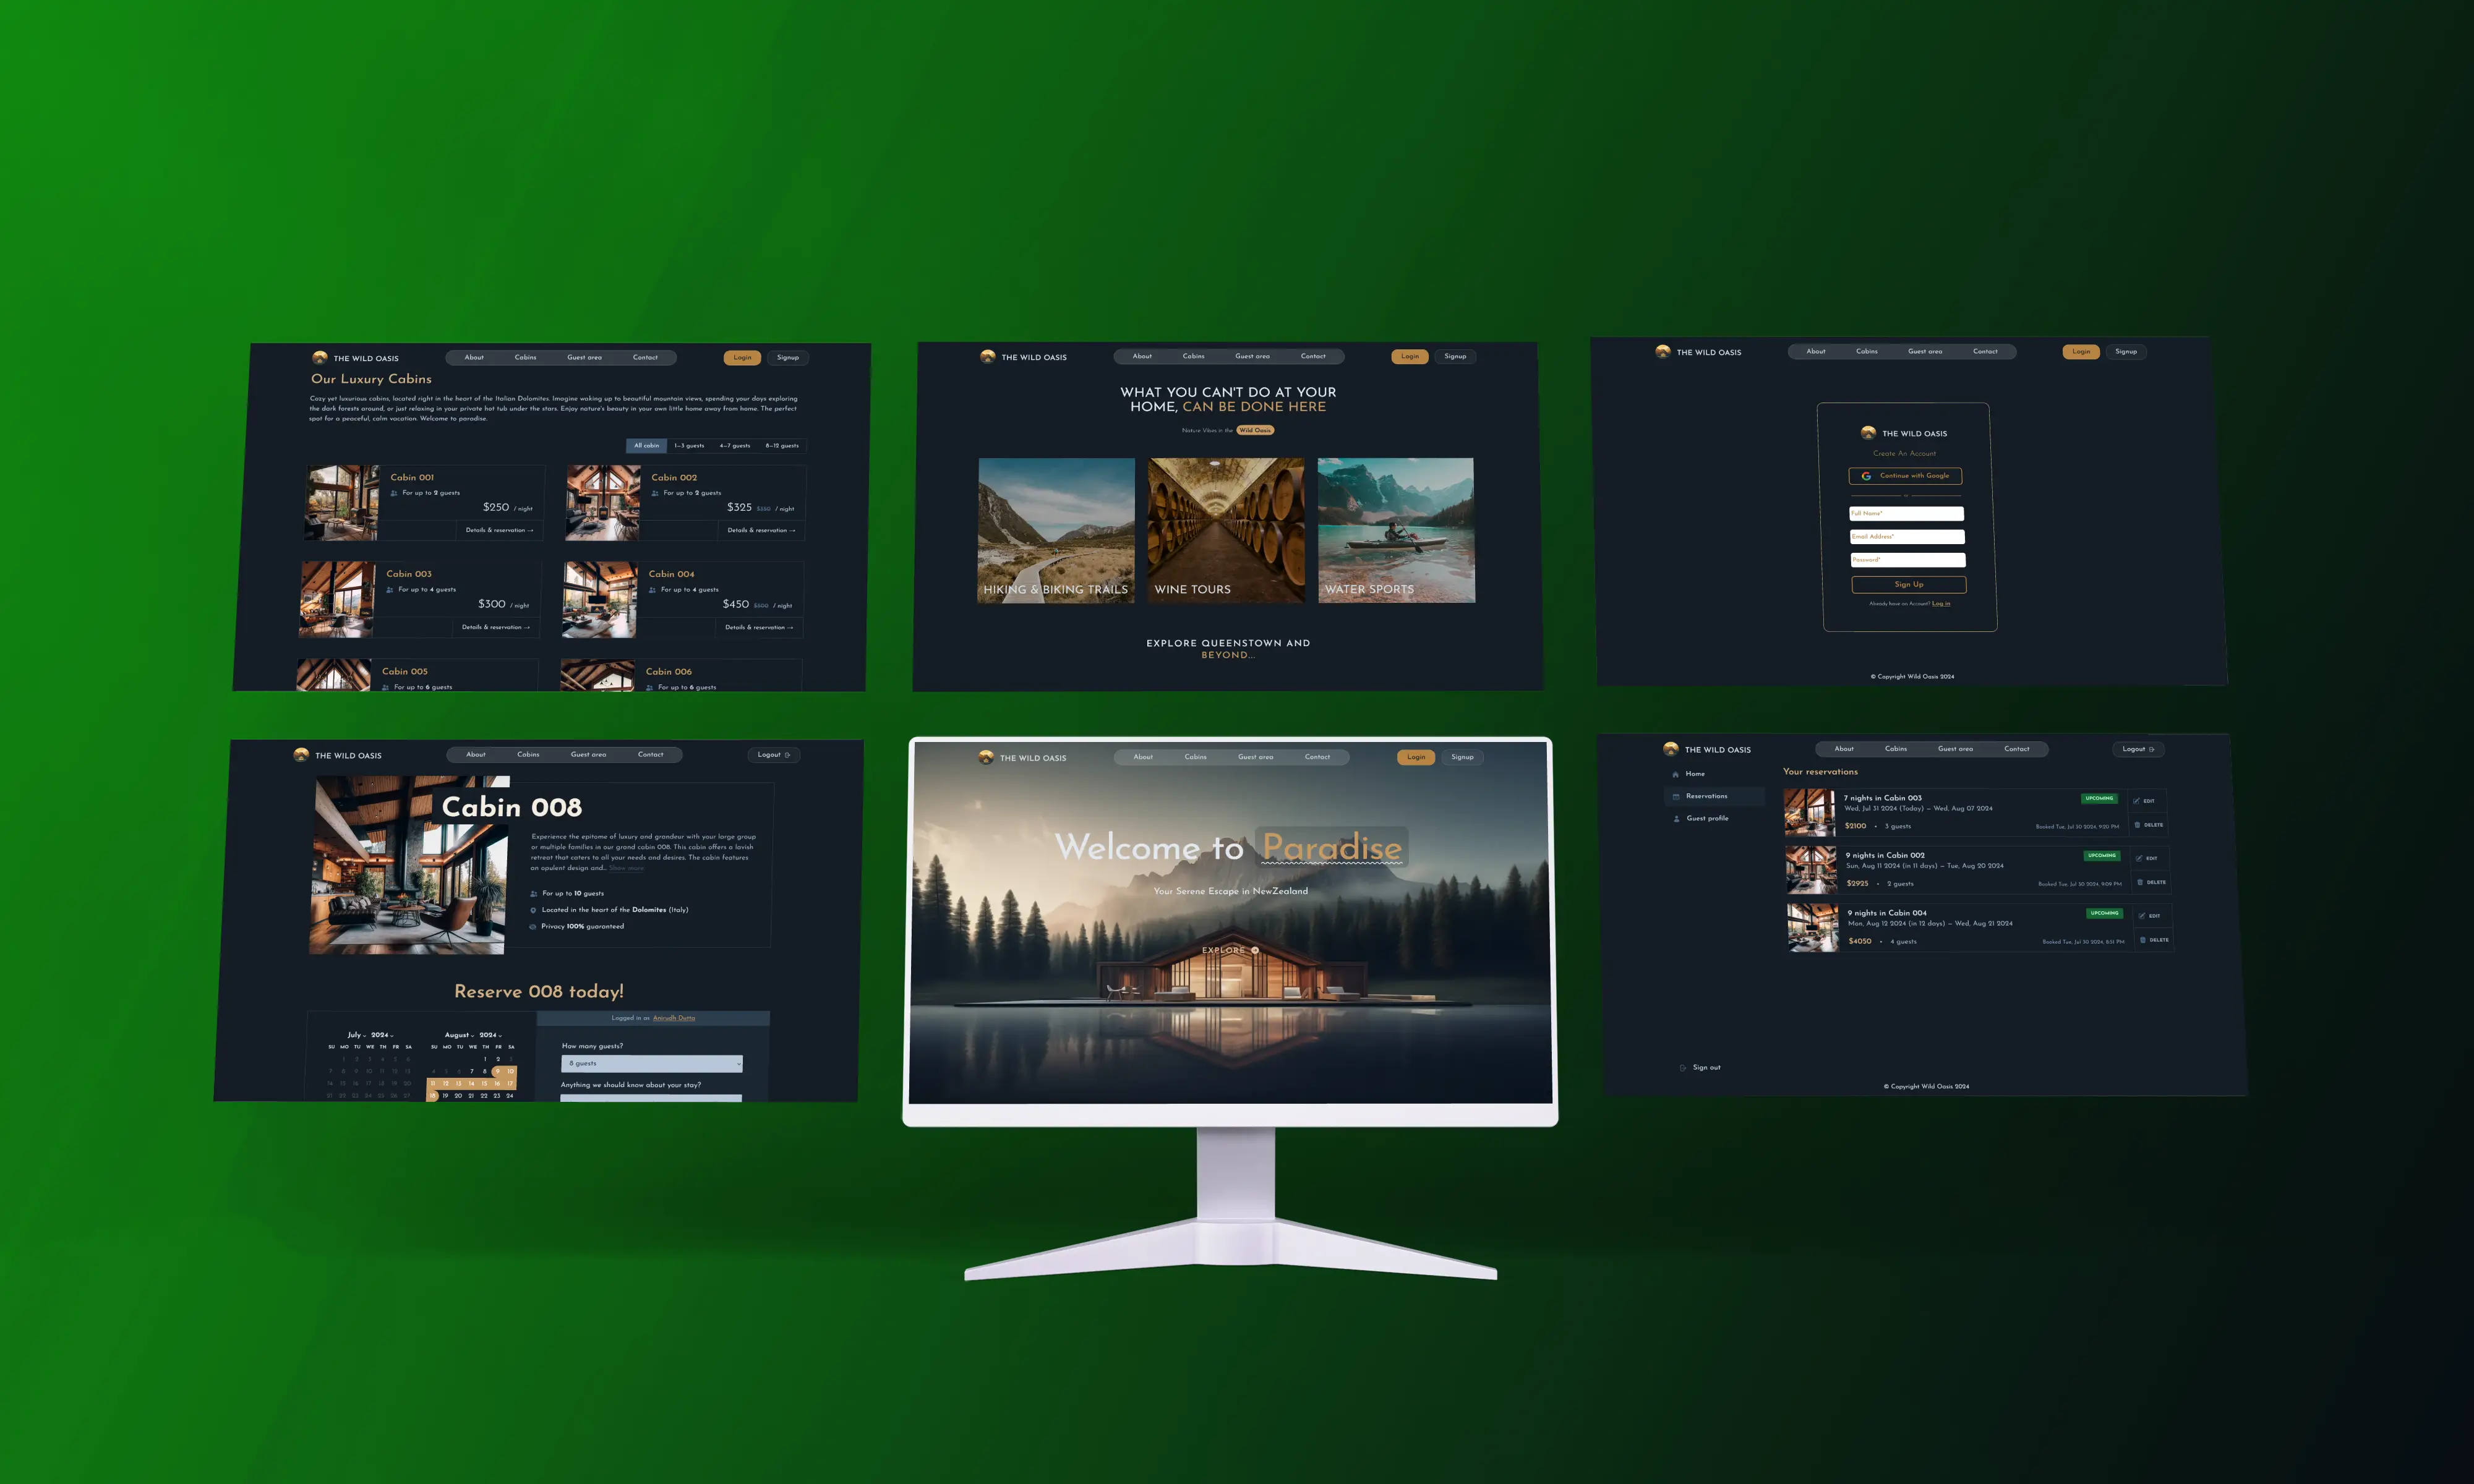 THE WILD OASIS
About Cabins Guest area Contact
Login Signup
Our Luxury Cabins
Cozy yet luxurious cabins, located right in the heart of the Italian Dolomites. Imagine waking up to beautiful mountain views, spending your days exploring
the dark forests around, or just relaxing in your private hot tub under the stars. Enjoy nature's beauty in your own little home away from home. The perfect
spot for a peaceful, calm vacation. Welcome to paradise.
All cabin 1–3 guests 4–7 guests 8–12 guests
Cabin 001
For up to 2 guests
$250 / night
Details & reservation →
Cabin 002
For up to 2 guests
$325 / night
Details & reservation →
Cabin 003
For up to 4 guests
$300 / night
Details & reservation →
Cabin 004
For up to 4 guests
$450 $500 / night
Details & reservation →
Cabin 005
For up to 6 guests
Cabin 006
For up to 6 guests
THE WILD OASIS
About Cabins Guest area Contact
Login Signup
WHAT YOU CAN'T DO AT YOUR
HOME, CAN BE DONE HERE
Nature Vibes in the Wild Oasis
HIKING & BIKING TRAILS
WINE TOURS
WATER SPORTS
EXPLORE QUEENSTOWN AND
BEYOND...
THE WILD OASIS
About Cabins Guest area Contact
Login Signup
THE WILD OASIS
Create An Account
Continue with Google
or
Full Name*
Email Address*
Password*
Sign Up
Already have an Account? Log in
© Copyright Wild Oasis 2024
THE WILD OASIS
About Cabins Guest area Contact
Logout
Cabin 008
Experience the epitome of luxury and grandeur with your large group
or multiple families in our grand cabin 008. This cabin offers a lavish
retreat that caters to all your needs and desires. The cabin features
an opulent design and... Show more
For up to 10 guests
Located in the heart of the Dolomites (Italy)
Privacy 100% guaranteed
Reserve 008 today!
Logged in as Anirudh Dutta
July 2024 August 2024
SU MO TU WE TH FR SA SU MO TU WE TH FR SA
1 2 3 4 5 6 1 2 3
7 8 9 10 11 12 13 4 5 6 7 8 9 10
14 15 16 17 18 19 20 11 12 13 14 15 16 17
21 22 23 24 25 26 27 18 19 20 21 22 23 24
How many guests?
8 guests
Anything we should know about your stay?
THE WILD OASIS
About Cabins Guest area Contact
Login Signup
Welcome to Paradise
Your Serene Escape in NewZealand
EXPLORE
THE WILD OASIS
About Cabins Guest area Contact
Logout
Home
Reservations
Guest profile
Sign out
Your reservations
7 nights in Cabin 003
UPCOMING
EDIT
Wed, Jul 31 2024 (Today) — Wed, Aug 07 2024
$2100 • 3 guests
Booked Tue, Jul 30 2024, 9:20 PM
DELETE
9 nights in Cabin 002
UPCOMING
EDIT
Sun, Aug 11 2024 (in 11 days) — Tue, Aug 20 2024
$2925 • 2 guests
Booked Tue, Jul 30 2024, 9:09 PM
DELETE
9 nights in Cabin 004
UPCOMING
EDIT
Mon, Aug 12 2024 (in 12 days) — Wed, Aug 21 2024
$4050 • 4 guests
Booked Tue, Jul 30 2024, 8:51 PM
DELETE
© Copyright Wild Oasis 2024